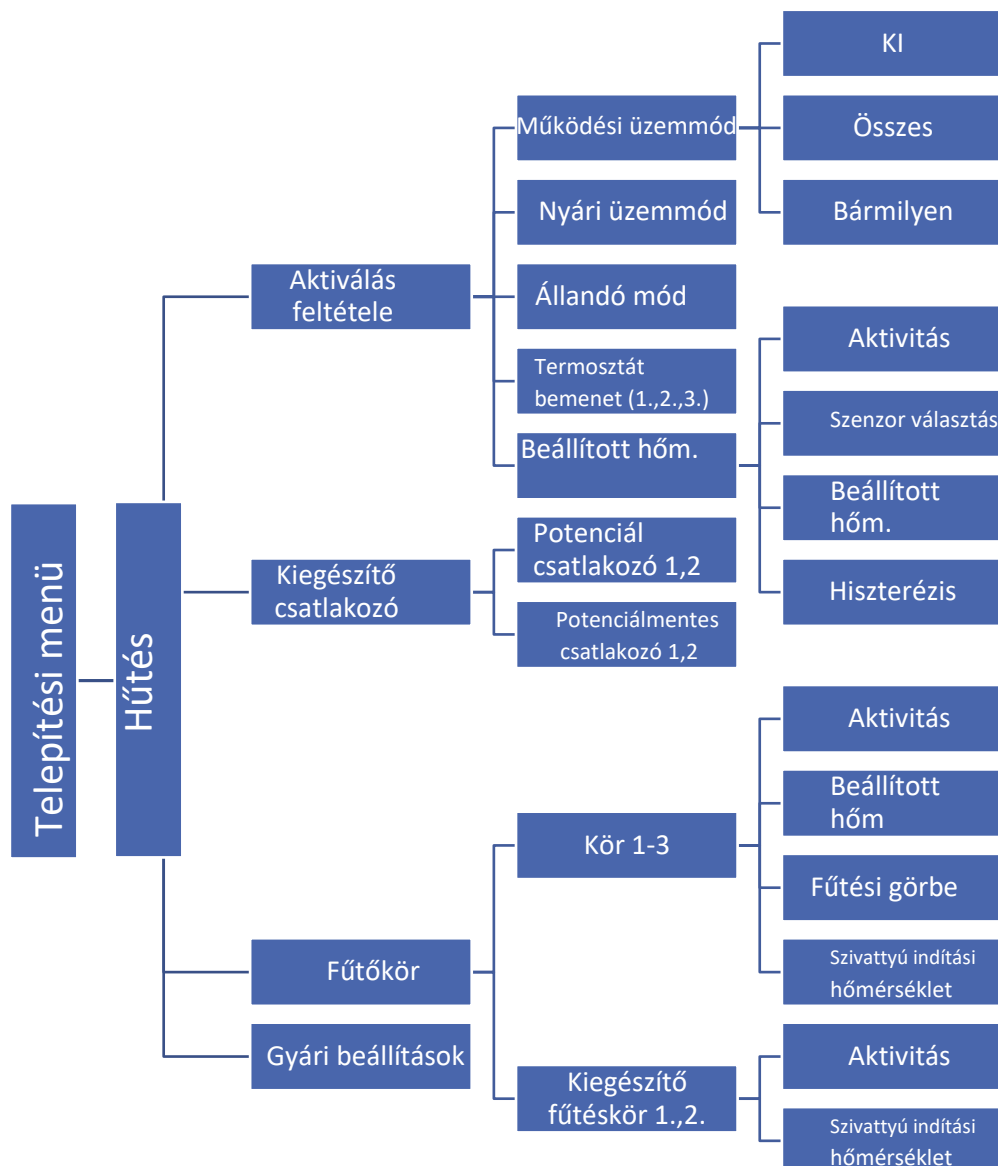 Telepítési menü
Hűtés
Aktiválás
feltétele
Működési üzemmód
KI
Összes
Bármilyen
Nyári üzemmód
Állandó mód
Termosztát
bemenet (1.,2.,3.)
Beállított hőm.
Aktivitás
Szenzor választás
Beállított
hőm.
Hiszterézis
Kiegészítő
csatlakozó
Potenciál
csatlakozó 1,2
Potenciálmentes
csatlakozó 1,2
Fűtőkör
Kör 1-3
Aktivitás
Beállított
hőm
Fűtési görbe
Szivattyú indítási
hőmérséklet
Kiegészítő
fűtéskör 1.,2.
Aktivitás
Szivattyú indítási
hőmérséklet
Gyári beállítások